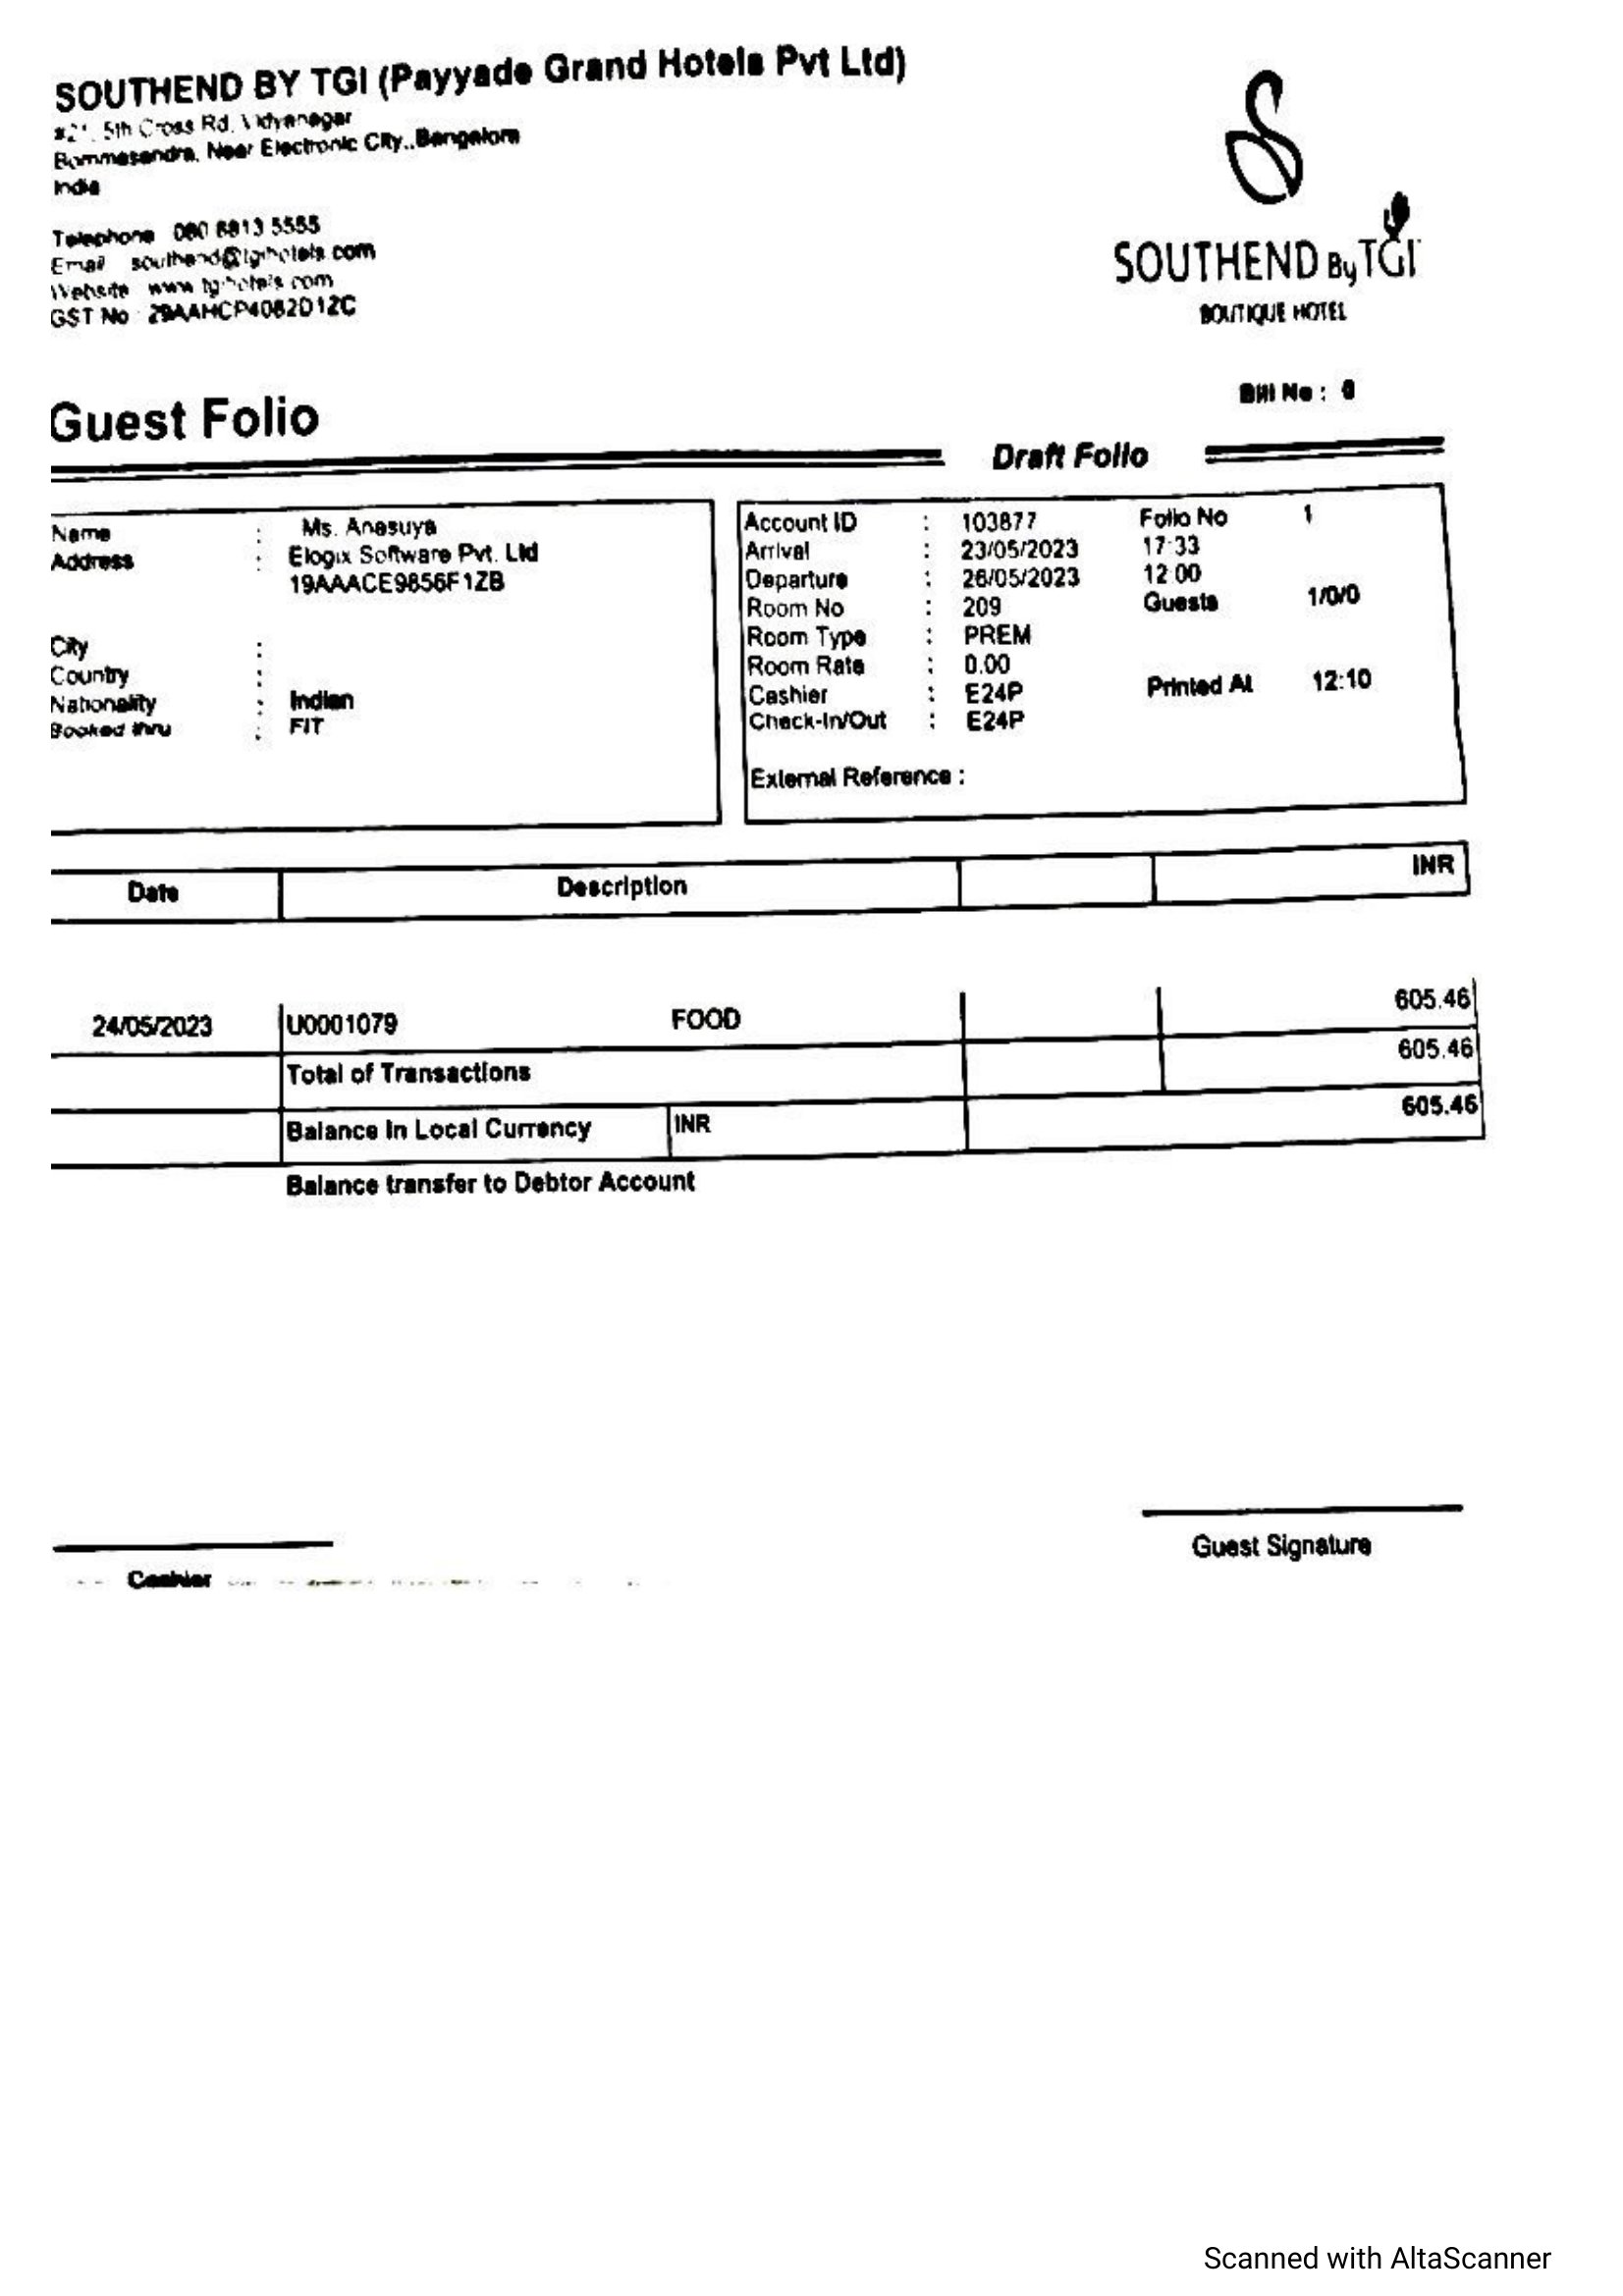 SOUTHEND BY TGI (Payyade Grand Hotels Pvt Ltd)
5th Cross Rd, Vidyanagar
Bommasandra, Near Electronic City,.Bangalore
India
Telephone 080 6813 5555
Email southend@tgihotels.com
Website www.tgihotels.com
GST No :
SOUTHEND By TGI
BOUTIQUE HOTEL
Bill No : 0
Guest Folio
Draft Folio
Name : Ms. Anasuya
Address : Elogix Software Pvt. Ltd
19AAACE9856F1ZB
City :
Country :
Nationality : Indian
Booked thru : FIT
Account ID : 103877 Folio No 1
Arrival : 23/05/2023 17:33
Departure : 26/05/2023 12:00
Room No : 209 Guests 1/0/0
Room Type : PREM
Room Rate : 0.00
Cashier : E24P Printed At 12:10
Check-In/Out : E24P
External Reference :
Date Description INR
24/05/2023 U0001079 FOOD 605.46
Total of Transactions 605.46
Balance In Local Currency INR 605.46
Balance transfer to Debtor Account
Guest Signature
Cashier
Scanned with AltaScanner